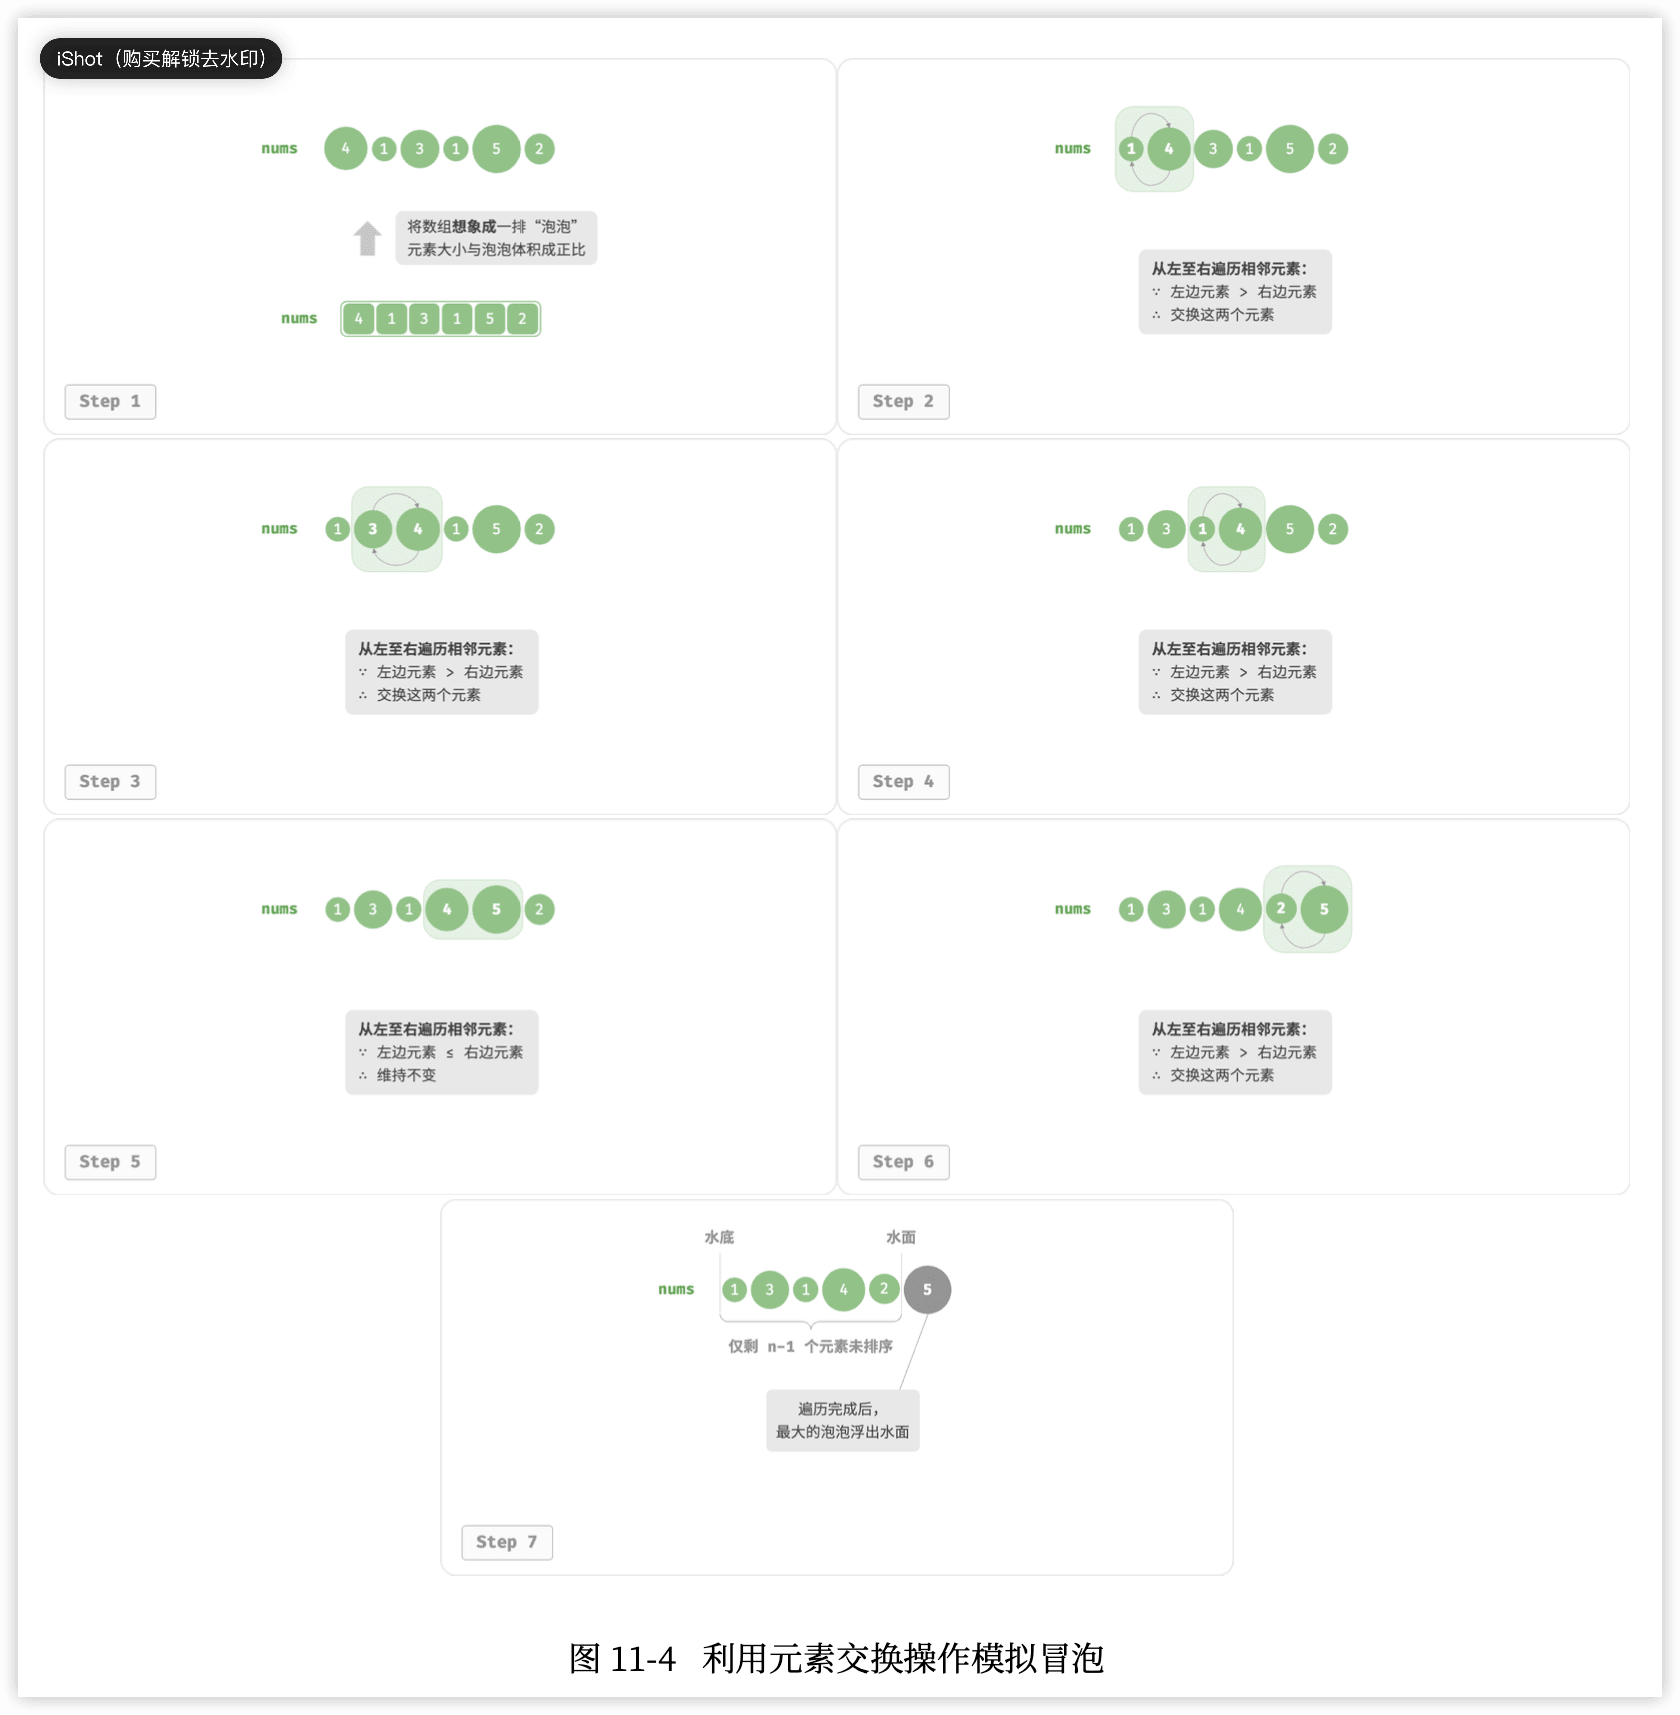 iShot（购买解锁去水印）
nums 4 1 3 1 5 2
将数组想象成一排“泡泡”
元素大小与泡泡体积成正比
nums 4 1 3 1 5 2
Step 1
nums 1 4 3 1 5 2
从左至右遍历相邻元素：
∵ 左边元素 > 右边元素
∴ 交换这两个元素
Step 2
nums 1 3 4 1 5 2
从左至右遍历相邻元素：
∵ 左边元素 > 右边元素
∴ 交换这两个元素
Step 3
nums 1 3 1 4 5 2
从左至右遍历相邻元素：
∵ 左边元素 > 右边元素
∴ 交换这两个元素
Step 4
nums 1 3 1 4 5 2
从左至右遍历相邻元素：
∵ 左边元素 ≤ 右边元素
∴ 维持不变
Step 5
nums 1 3 1 4 2 5
从左至右遍历相邻元素：
∵ 左边元素 > 右边元素
∴ 交换这两个元素
Step 6
水底 水面
nums 1 3 1 4 2 5
仅剩 n-1 个元素未排序
遍历完成后，
最大的泡泡浮出水面
Step 7
图 11-4 利用元素交换操作模拟冒泡